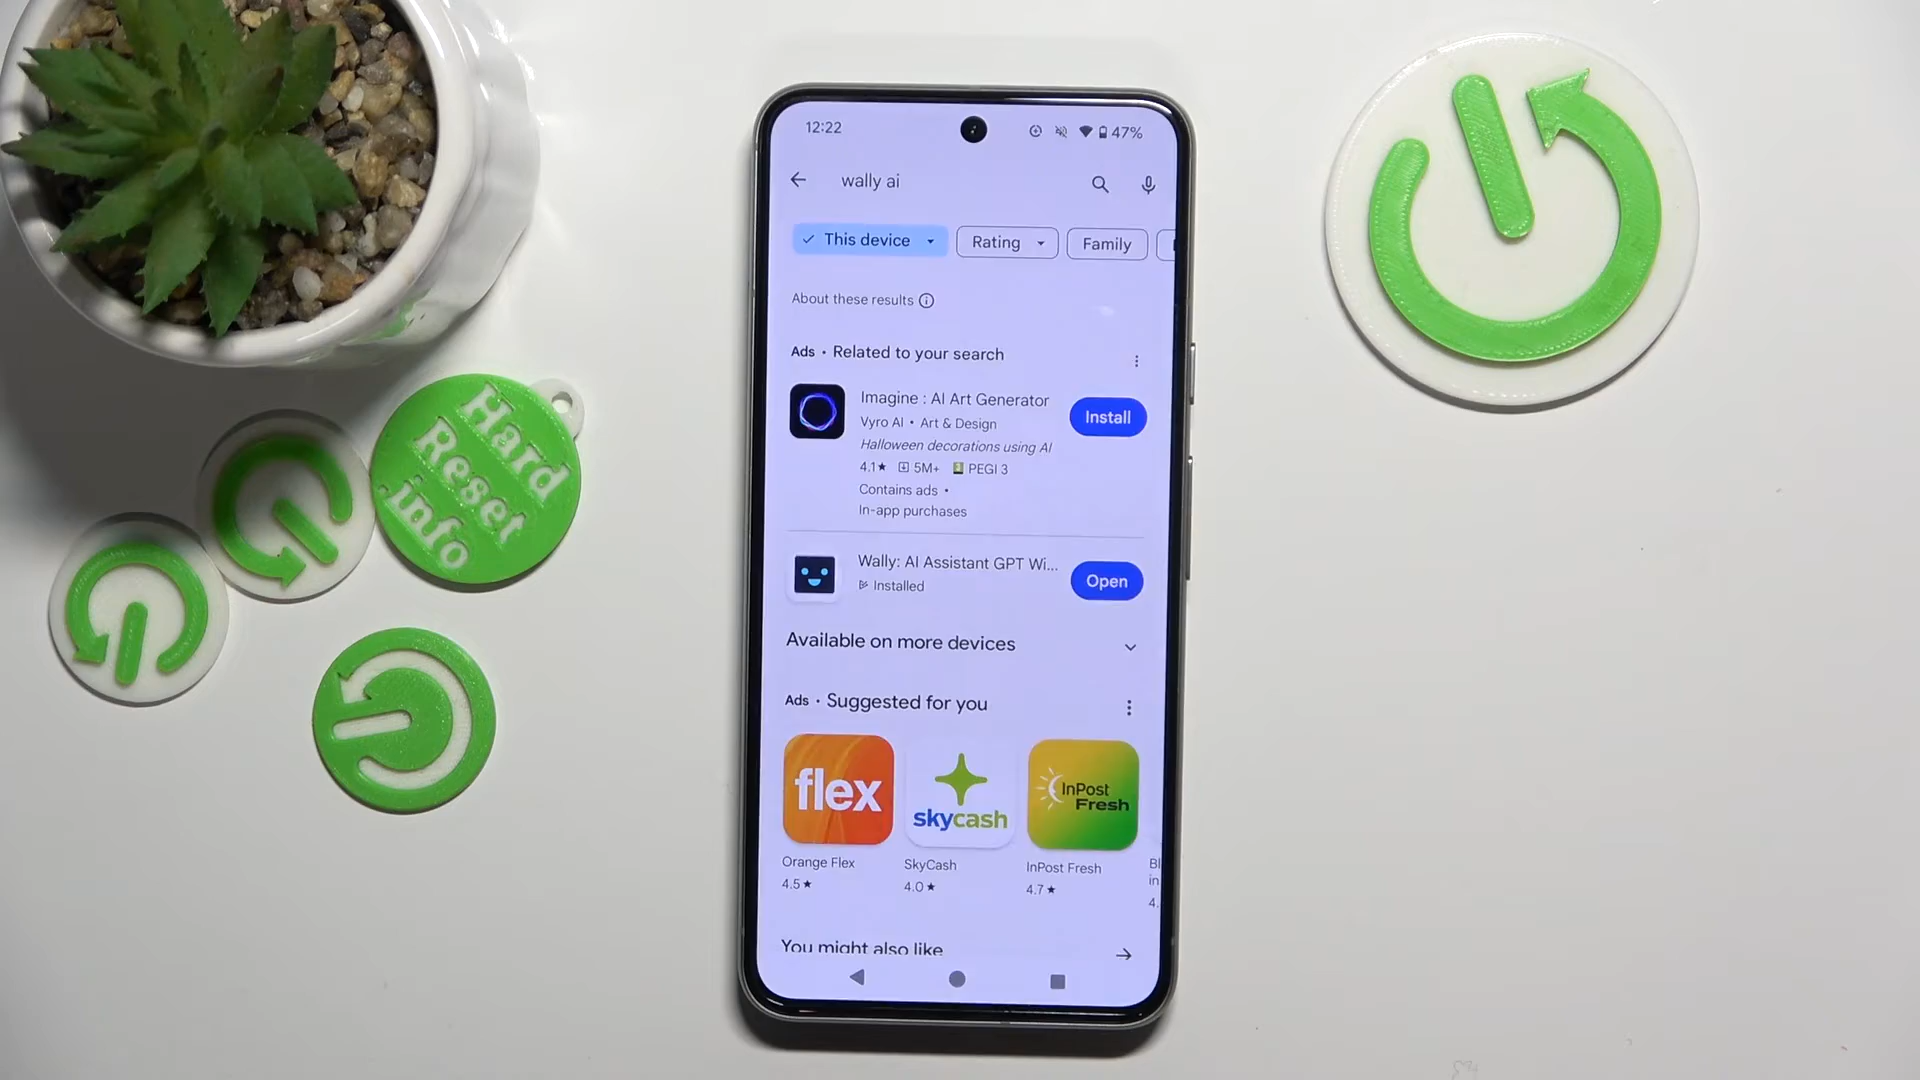 12:22
47%
wally ai
This device
Rating
Family
About these results
Ads • Related to your search
Imagine : AI Art Generator
Vyro AI • Art & Design
Halloween decorations using AI
4.1★ 5M+ 3 PEGI 3
Contains ads •
In-app purchases
Install
Wally: AI Assistant GPT Wi...
Installed
Open
Available on more devices
Ads • Suggested for you
flex
skycash
InPost
Fresh
Orange Flex
4.5★
SkyCash
4.0★
InPost Fresh
4.7★
Bl
in
4.
You might also like
Hard
Reset
.info